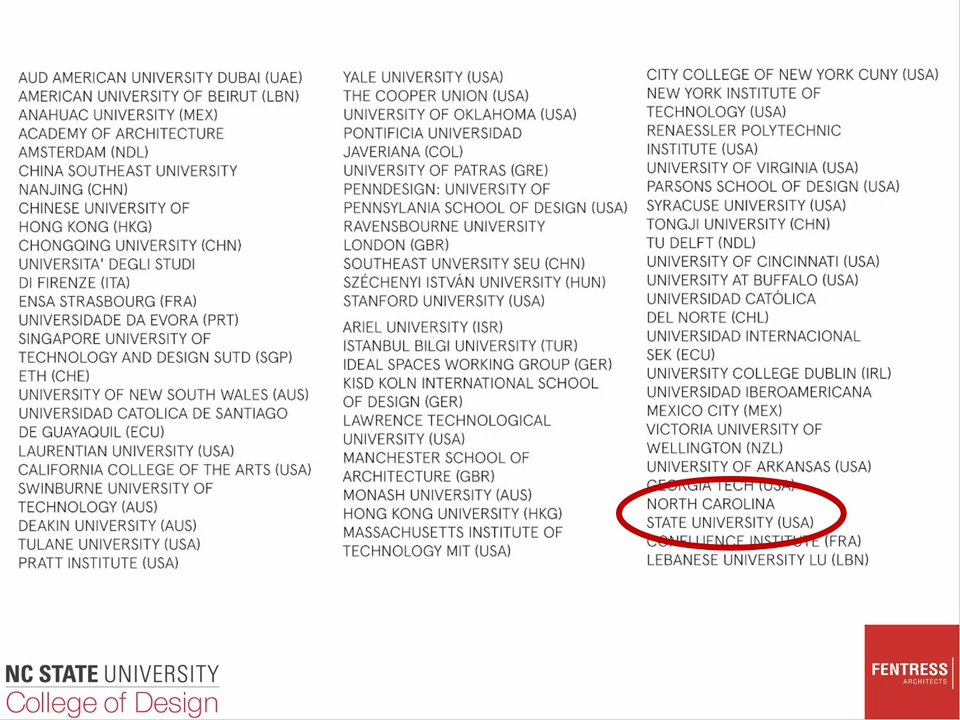 AUD AMERICAN UNIVERSITY DUBAI (UAE)
AMERICAN UNIVERSITY OF BEIRUT (LBN)
ANAHUAC UNIVERSITY (MEX)
ACADEMY OF ARCHITECTURE
AMSTERDAM (NDL)
CHINA SOUTHEAST UNIVERSITY
NANJING (CHN)
CHINESE UNIVERSITY OF
HONG KONG (HKG)
CHONGQING UNIVERSITY (CHN)
UNIVERSITA' DEGLI STUDI
DI FIRENZE (ITA)
ENSA STRASBOURG (FRA)
UNIVERSIDADE DA EVORA (PRT)
SINGAPORE UNIVERSITY OF
TECHNOLOGY AND DESIGN SUTD (SGP)
ETH (CHE)
UNIVERSITY OF NEW SOUTH WALES (AUS)
UNIVERSIDAD CATOLICA DE SANTIAGO
DE GUAYAQUIL (ECU)
LAURENTIAN UNIVERSITY (USA)
CALIFORNIA COLLEGE OF THE ARTS (USA)
SWINBURNE UNIVERSITY OF
TECHNOLOGY (AUS)
DEAKIN UNIVERSITY (AUS)
TULANE UNIVERSITY (USA)
PRATT INSTITUTE (USA)
YALE UNIVERSITY (USA)
THE COOPER UNION (USA)
UNIVERSITY OF OKLAHOMA (USA)
PONTIFICIA UNIVERSIDAD
JAVERIANA (COL)
UNIVERSITY OF PATRAS (GRE)
PENNDESIGN: UNIVERSITY OF
PENNSYLANIA SCHOOL OF DESIGN (USA)
RAVENSBOURNE UNIVERSITY
LONDON (GBR)
SOUTHEAST UNVERSITY SEU (CHN)
SZÉCHENYI ISTVÁN UNIVERSITY (HUN)
STANFORD UNIVERSITY (USA)
ARIEL UNIVERSITY (ISR)
ISTANBUL BILGI UNIVERSITY (TUR)
IDEAL SPACES WORKING GROUP (GER)
KISD KOLN INTERNATIONAL SCHOOL
OF DESIGN (GER)
LAWRENCE TECHNOLOGICAL
UNIVERSITY (USA)
MANCHESTER SCHOOL OF
ARCHITECTURE (GBR)
MONASH UNIVERSITY (AUS)
HONG KONG UNIVERSITY (HKG)
MASSACHUSETTS INSTITUTE OF
TECHNOLOGY MIT (USA)
CITY COLLEGE OF NEW YORK CUNY (USA)
NEW YORK INSTITUTE OF
TECHNOLOGY (USA)
RENAESSLER POLYTECHNIC
INSTITUTE (USA)
UNIVERSITY OF VIRGINIA (USA)
PARSONS SCHOOL OF DESIGN (USA)
SYRACUSE UNIVERSITY (USA)
TONGJI UNIVERSITY (CHN)
TU DELFT (NDL)
UNIVERSITY OF CINCINNATI (USA)
UNIVERSITY AT BUFFALO (USA)
UNIVERSIDAD CATÓLICA
DEL NORTE (CHL)
UNIVERSIDAD INTERNACIONAL
SEK (ECU)
UNIVERSITY COLLEGE DUBLIN (IRL)
UNIVERSIDAD IBEROAMERICANA
MEXICO CITY (MEX)
VICTORIA UNIVERSITY OF
WELLINGTON (NZL)
UNIVERSITY OF ARKANSAS (USA)
GEORGIA TECH (USA)
NORTH CAROLINA
STATE UNIVERSITY (USA)
CONFLUENCE INSTITUTE (FRA)
LEBANESE UNIVERSITY LU (LBN)
NC STATE UNIVERSITY
College of Design
FENTRESS
ARCHITECTS